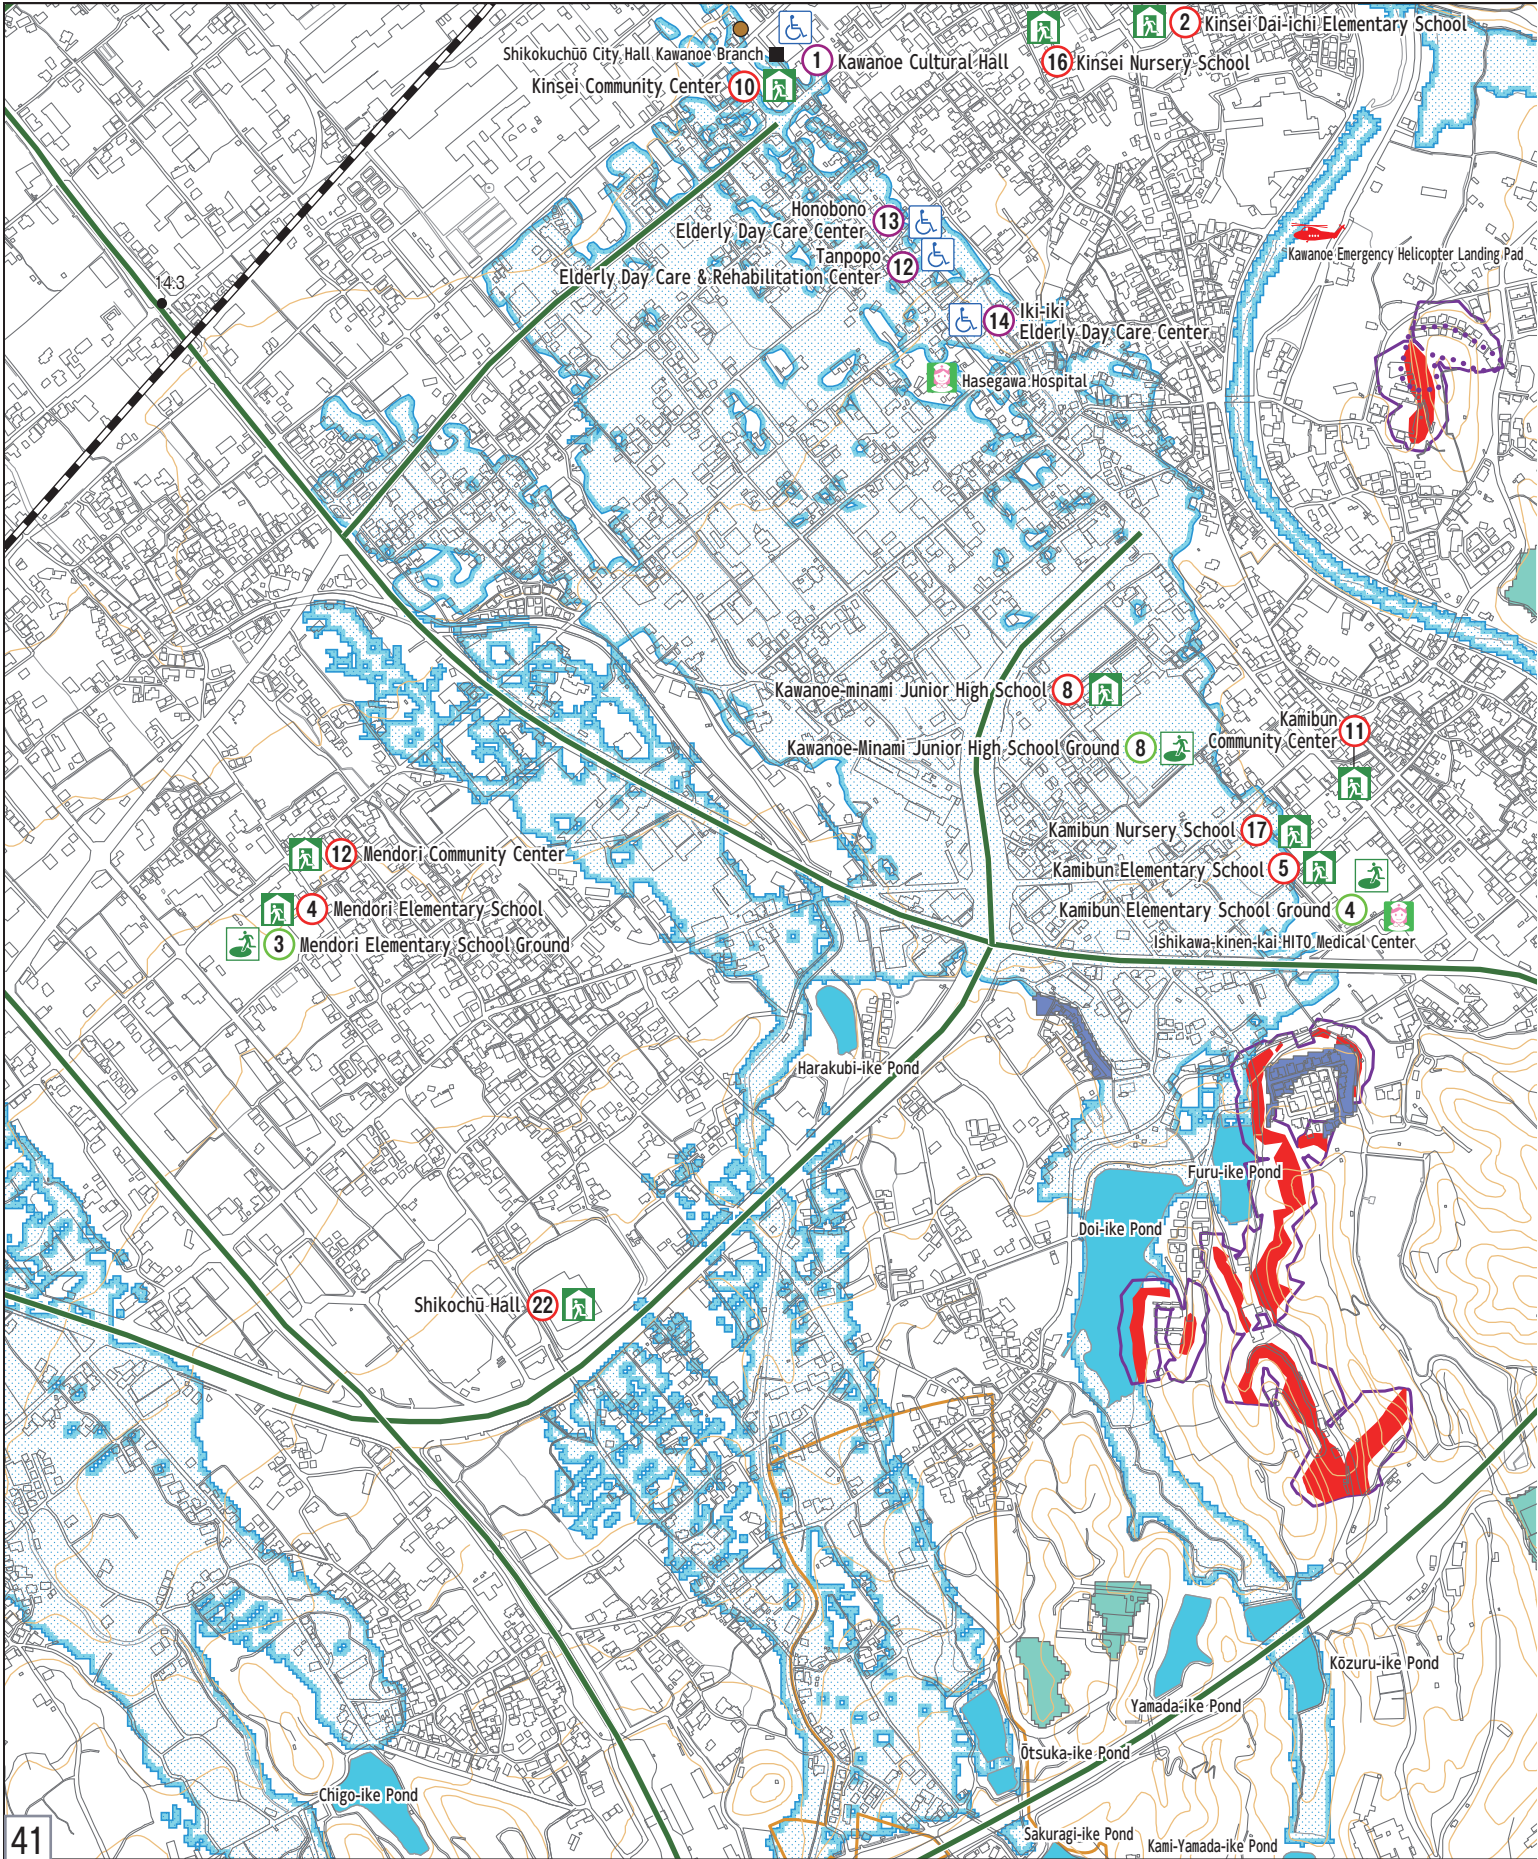 2 Kinsei Dai-ichi Elementary School
Shikokuchūō City Hall Kawanoe Branch
1 Kawanoe Cultural Hall
16 Kinsei Nursery School
Kinsei Community Center 10
Honobono
Elderly Day Care Center 13
Tanpopo
Elderly Day Care & Rehabilitation Center 12
Kawanoe Emergency Helicopter Landing Pad
14.3
14 Iki-iki
Elderly Day Care Center
Hasegawa Hospital
Kawanoe-minami Junior High School 8
Kawanoe-Minami Junior High School Ground 8
Kamibun
Community Center 11
Kamibun Nursery School 17
12 Mendori Community Center
Kamibun Elementary School 5
4 Mendori Elementary School
Kamibun Elementary School Ground 4
3 Mendori Elementary School Ground
Ishikawa-kinen-kai HITO Medical Center
Harakubi-ike Pond
Furu-ike Pond
Doi-ike Pond
Shikochū Hall 22
Kōzuru-ike Pond
Yamada-ike Pond
Ōtsuka-ike Pond
Chigo-ike Pond
Sakuragi-ike Pond
Kami-Yamada-ike Pond
41